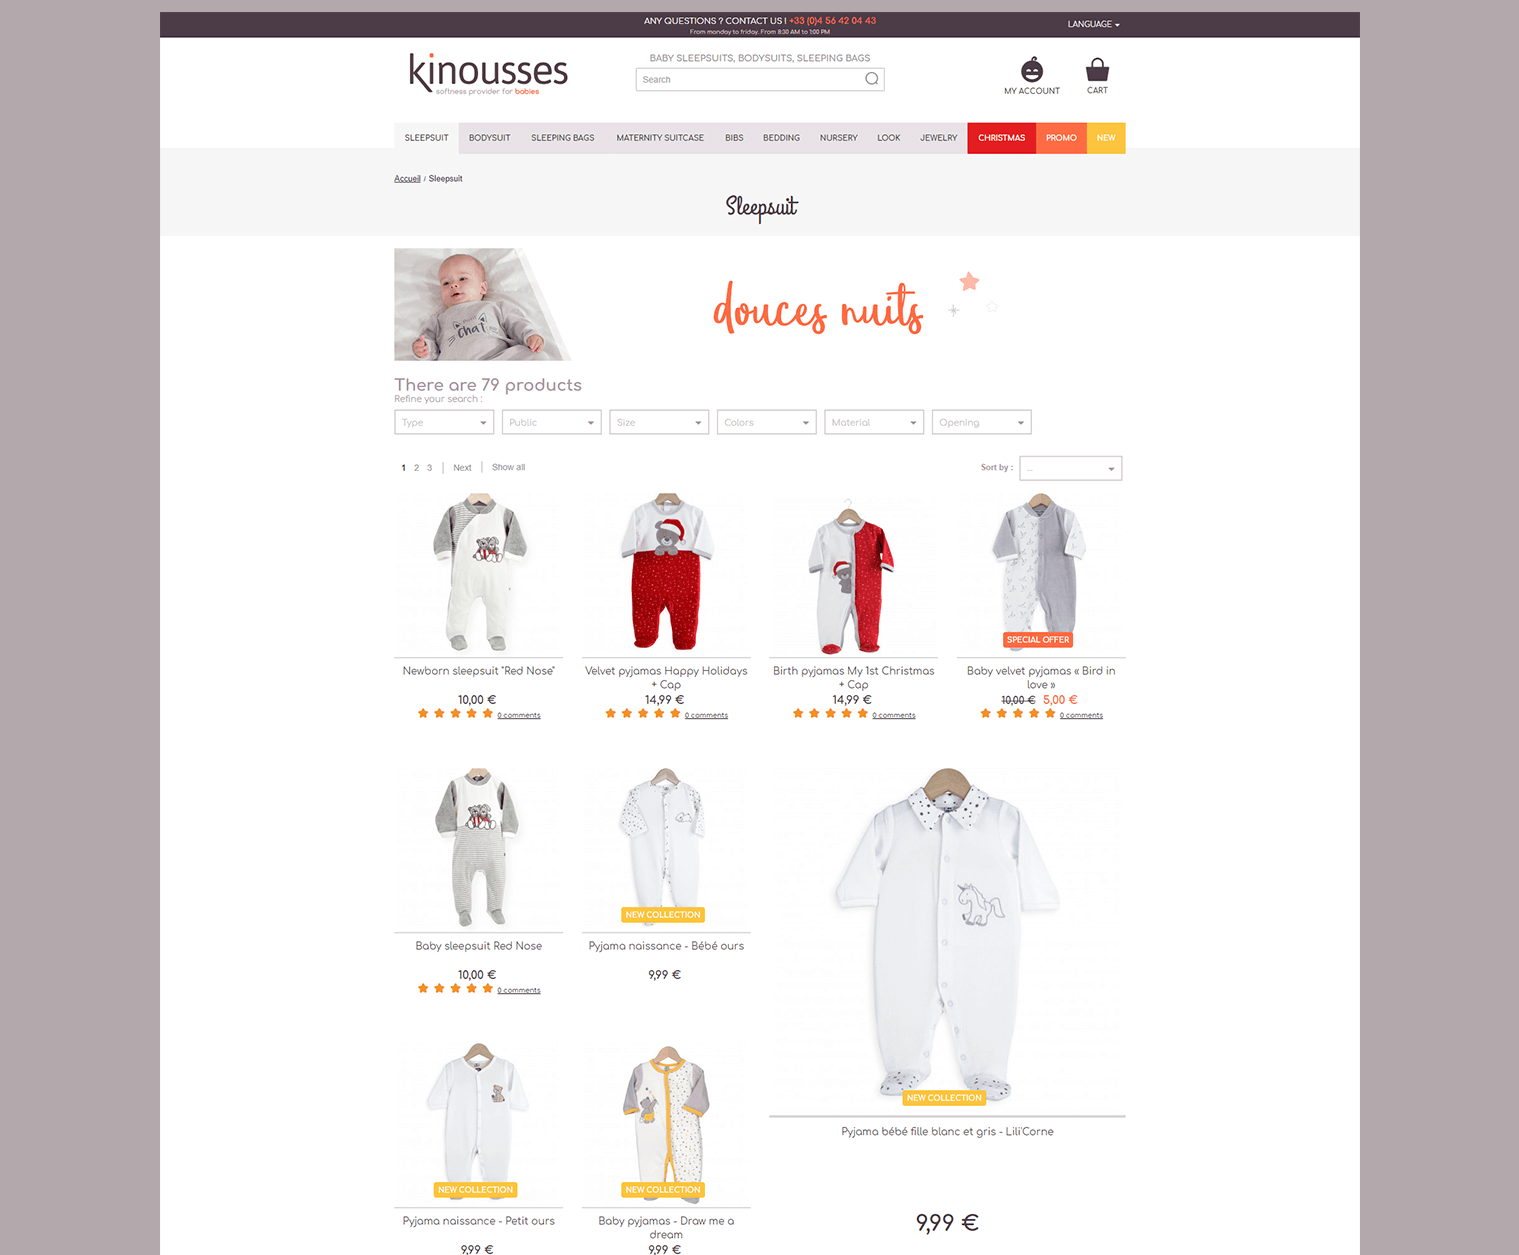 ANY QUESTIONS ? CONTACT US ! +33 (0)4 56 42 04 43
From monday to friday. From 8:30 AM to 1:00 PM
LANGUAGE
kinousses
softness provider for babies
BABY SLEEPSUITS, BODYSUITS, SLEEPING BAGS
Search
MY ACCOUNT
CART
SLEEPSUIT BODYSUIT SLEEPING BAGS MATERNITY SUITCASE BIBS BEDDING NURSERY LOOK JEWELRY CHRISTMAS PROMO NEW
Accueil / Sleepsuit
Sleepsuit
chat
douces nuits
There are 79 products
Refine your search :
Type Public Size Colors Material Opening
1 2 3 | Next | Show all
Sort by : --
SPECIAL OFFER
Newborn sleepsuit "Red Nose"
10,00 €
0 comments
Velvet pyjamas Happy Holidays
+ Cap
14,99 €
0 comments
Birth pyjamas My 1st Christmas
+ Cap
14,99 €
0 comments
Baby velvet pyjamas « Bird in
love »
10,00 € 5,00 €
0 comments
Baby sleepsuit Red Nose
10,00 €
0 comments
NEW COLLECTION
Pyjama naissance - Bébé ours
9,99 €
NEW COLLECTION
Pyjama bébé fille blanc et gris - Lili'Corne
9,99 €
NEW COLLECTION
Pyjama naissance - Petit ours
9,99 €
NEW COLLECTION
Baby pyjamas - Draw me a
dream
9,99 €